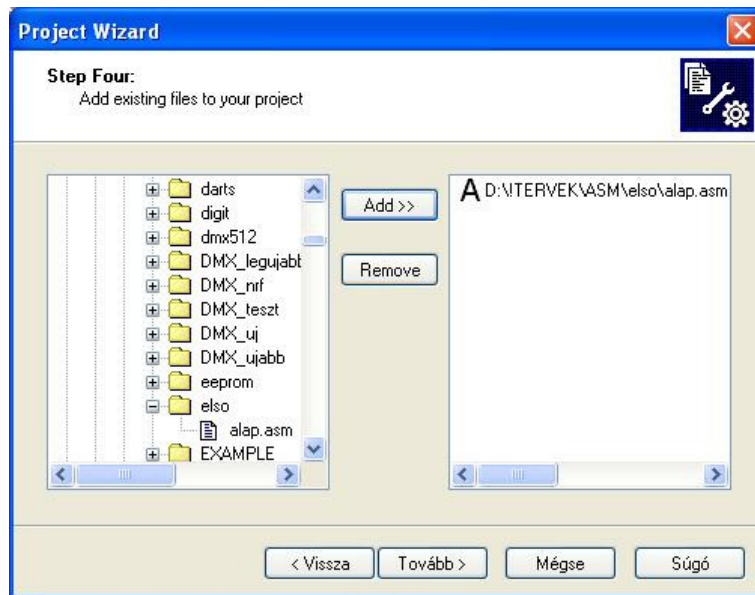 Project Wizard
Step Four:
Add existing files to your project
darts
digit
dmx512
DMX_legujabb
DMX_nrf
DMX_teszt
DMX_uj
DMX_ujabb
eeprom
elso
alap.asm
EXAMPLE
Add >>
Remove
A D:\!TERVEK\ASM\elso\alap.asm
< Vissza
Tovább >
Mégse
Súgó